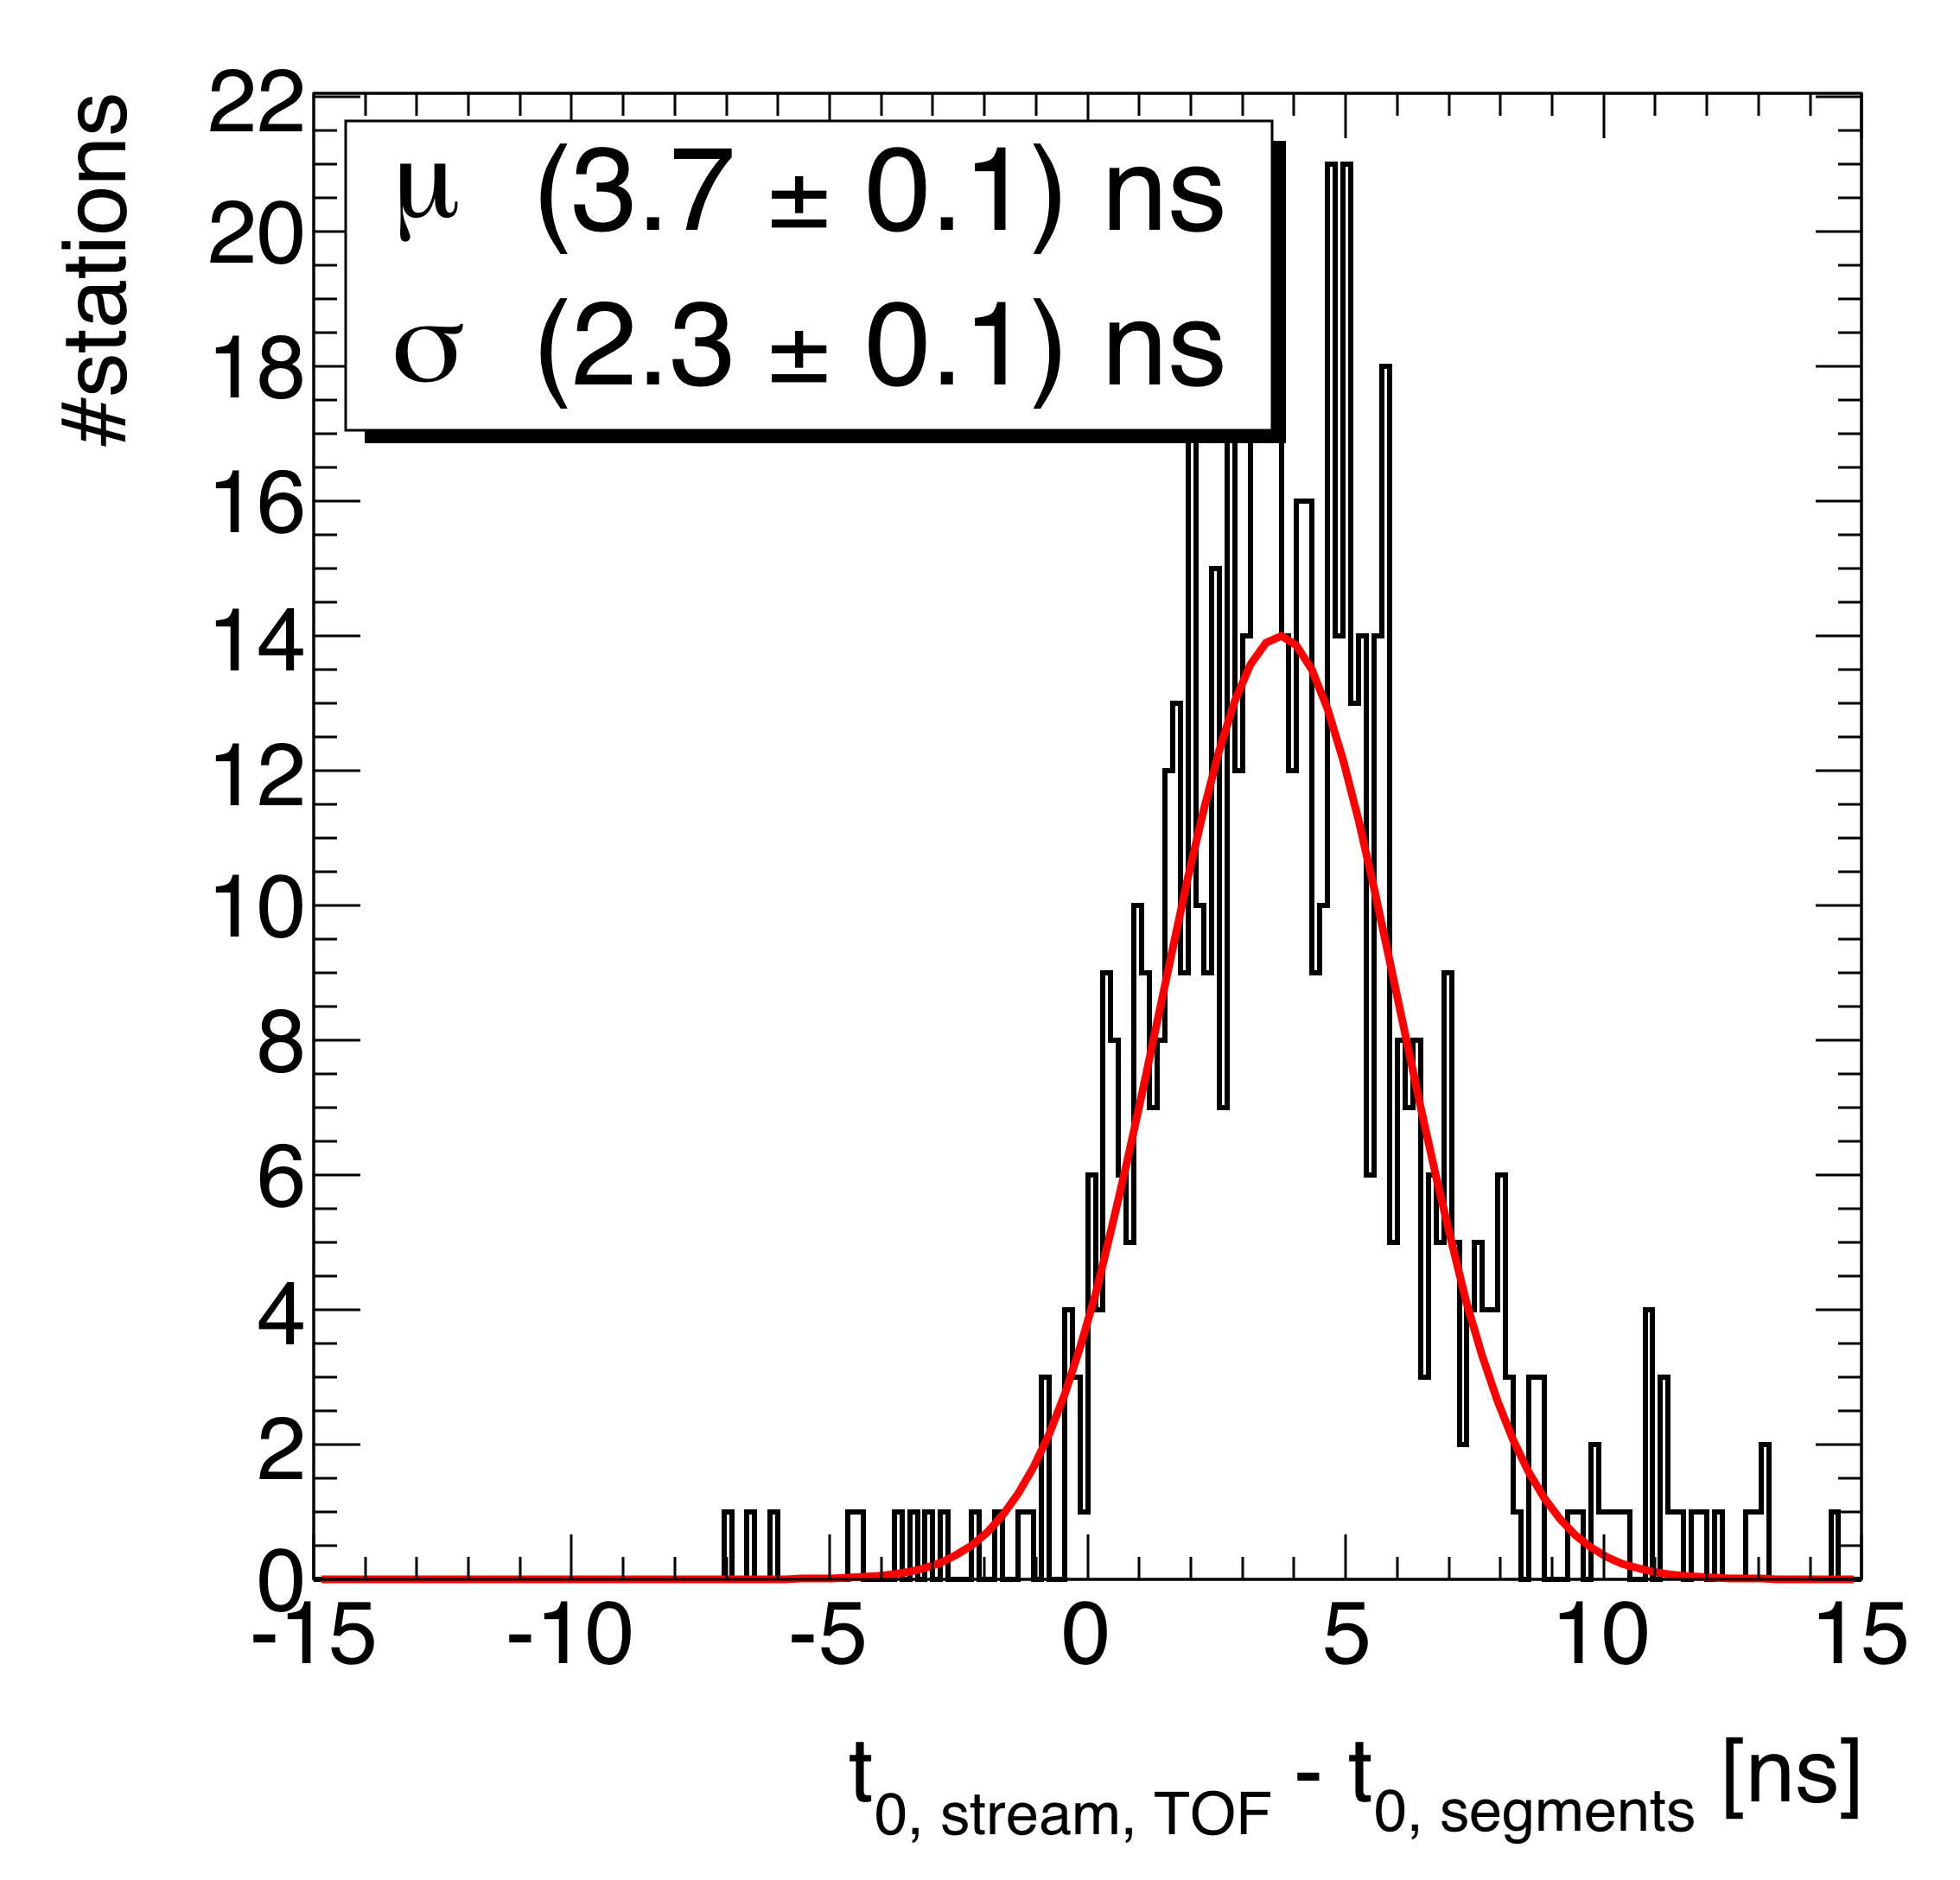 #stations
22
20
18
16
14
12
10
8
6
4
2
0
μ (3.7 ± 0.1) ns
σ (2.3 ± 0.1) ns
-15 -10 -5 0 5 10 15
t0, stream, TOF - t0, segments [ns]